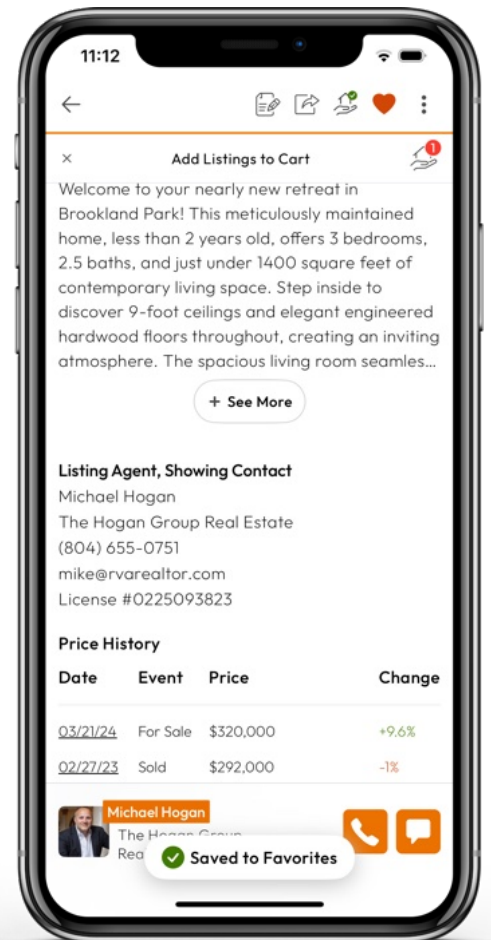 11:12
Add Listings to Cart
1
Welcome to your nearly new retreat in
Brookland Park! This meticulously maintained
home, less than 2 years old, offers 3 bedrooms,
2.5 baths, and just under 1400 square feet of
contemporary living space. Step inside to
discover 9-foot ceilings and elegant engineered
hardwood floors throughout, creating an inviting
atmosphere. The spacious living room seamles...
+ See More
Listing Agent, Showing Contact
Michael Hogan
The Hogan Group Real Estate
(804) 655-0751
mike@rvarealtor.com
License #0225093823
Price History
Date Event Price Change
03/21/24 For Sale $320,000 +9.6%
02/27/23 Sold $292,000 -1%
Michael Hogan
The Hogan Group
Rea
Saved to Favorites